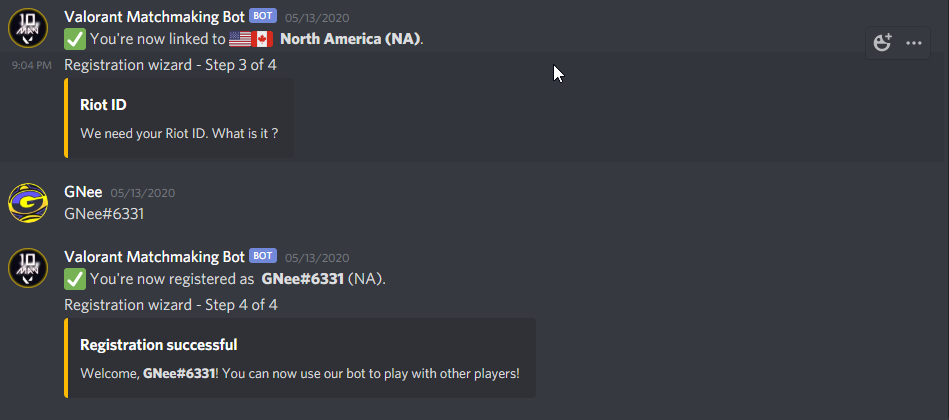 Valorant Matchmaking Bot BOT 05/13/2020
You're now linked to North America (NA).
9:04 PM Registration wizard - Step 3 of 4
Riot ID
We need your Riot ID. What is it ?
GNee 05/13/2020
GNee#6331
Valorant Matchmaking Bot BOT 05/13/2020
You're now registered as GNee#6331 (NA).
Registration wizard - Step 4 of 4
Registration successful
Welcome, GNee#6331! You can now use our bot to play with other players!